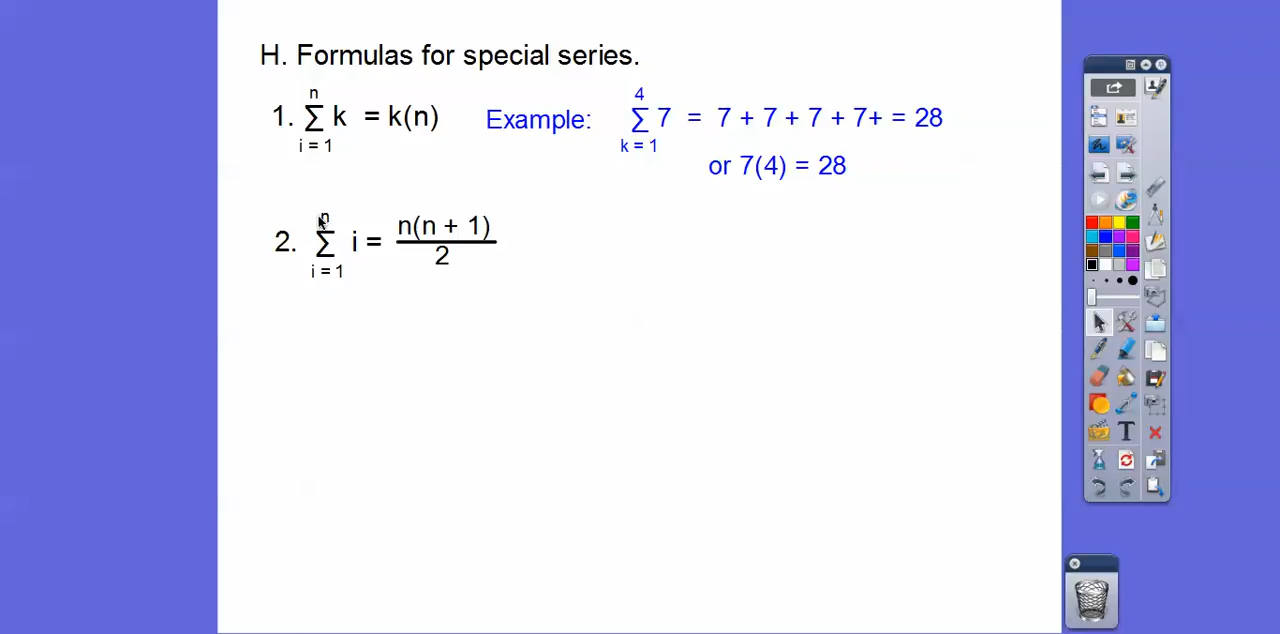 H. Formulas for special series.
n
1. Σ k = k(n)
i = 1
Example:
4
Σ 7 = 7 + 7 + 7 + 7+ = 28
k = 1
or 7(4) = 28
n
2. Σ i = n(n + 1)
2
i = 1
T